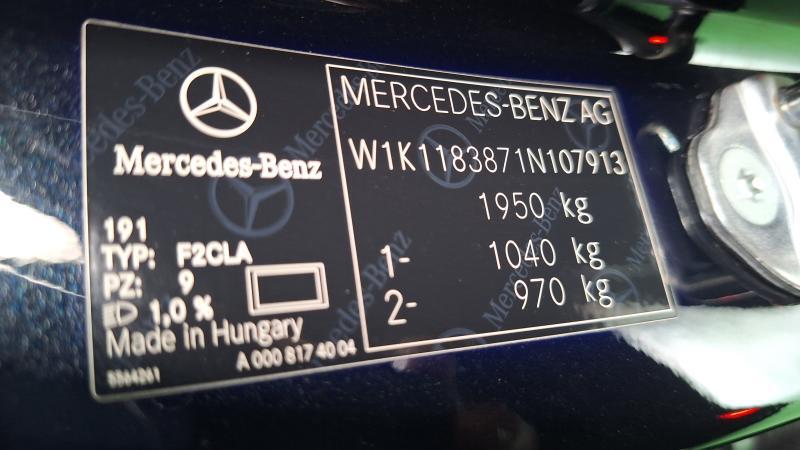 Mercedes-Benz
191
TYP: F2CLA
PZ: 9
1,0 %
Made in Hungary
A 000 817 40 04
5564261
MERCEDES-BENZ AG
W1K1183871N107913
1950 kg
1- 1040 kg
2- 970 kg